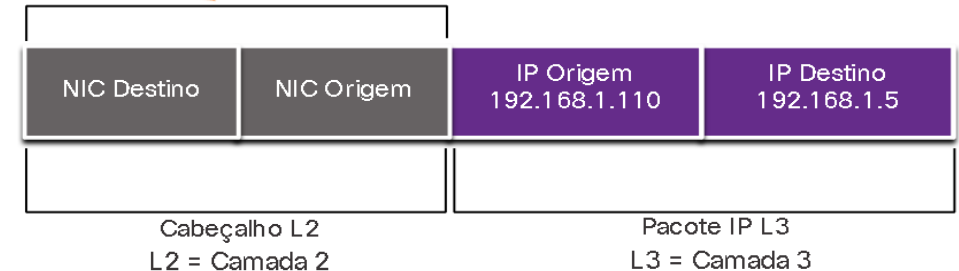 NIC Destino
NIC Origem
IP Origem
192.168.1.110
IP Destino
192.168.1.5
Cabeçalho L2
L2 = Camada 2
Pacote IP L3
L3 = Camada 3